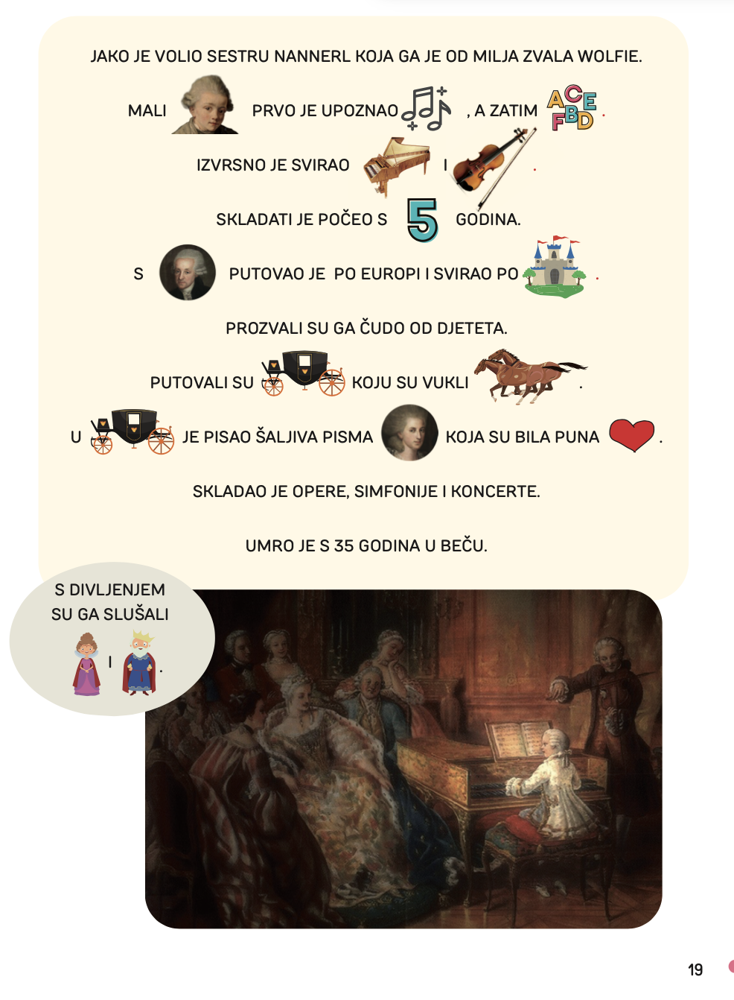 JAKO JE VOLIO SESTRU NANNERL KOJA GA JE OD MILJA ZVALA WOLFIE.
MALI PRVO JE UPOZNAO , A ZATIM A C E F B D .
IZVRSNO JE SVIRAO I .
SKLADATI JE POČEO S 5 GODINA.
S PUTOVAO JE PO EUROPI I SVIRAO PO .
PROZVALI SU GA ČUDO OD DJETETA.
PUTOVALI SU KOJU SU VUKLI .
U JE PISAO ŠALJIVA PISMA KOJA SU BILA PUNA .
SKLADAO JE OPERE, SIMFONIJE I KONCERTE.
UMRO JE S 35 GODINA U BEČU.
S DIVLJENJEM
SU GA SLUŠALI
I .
19